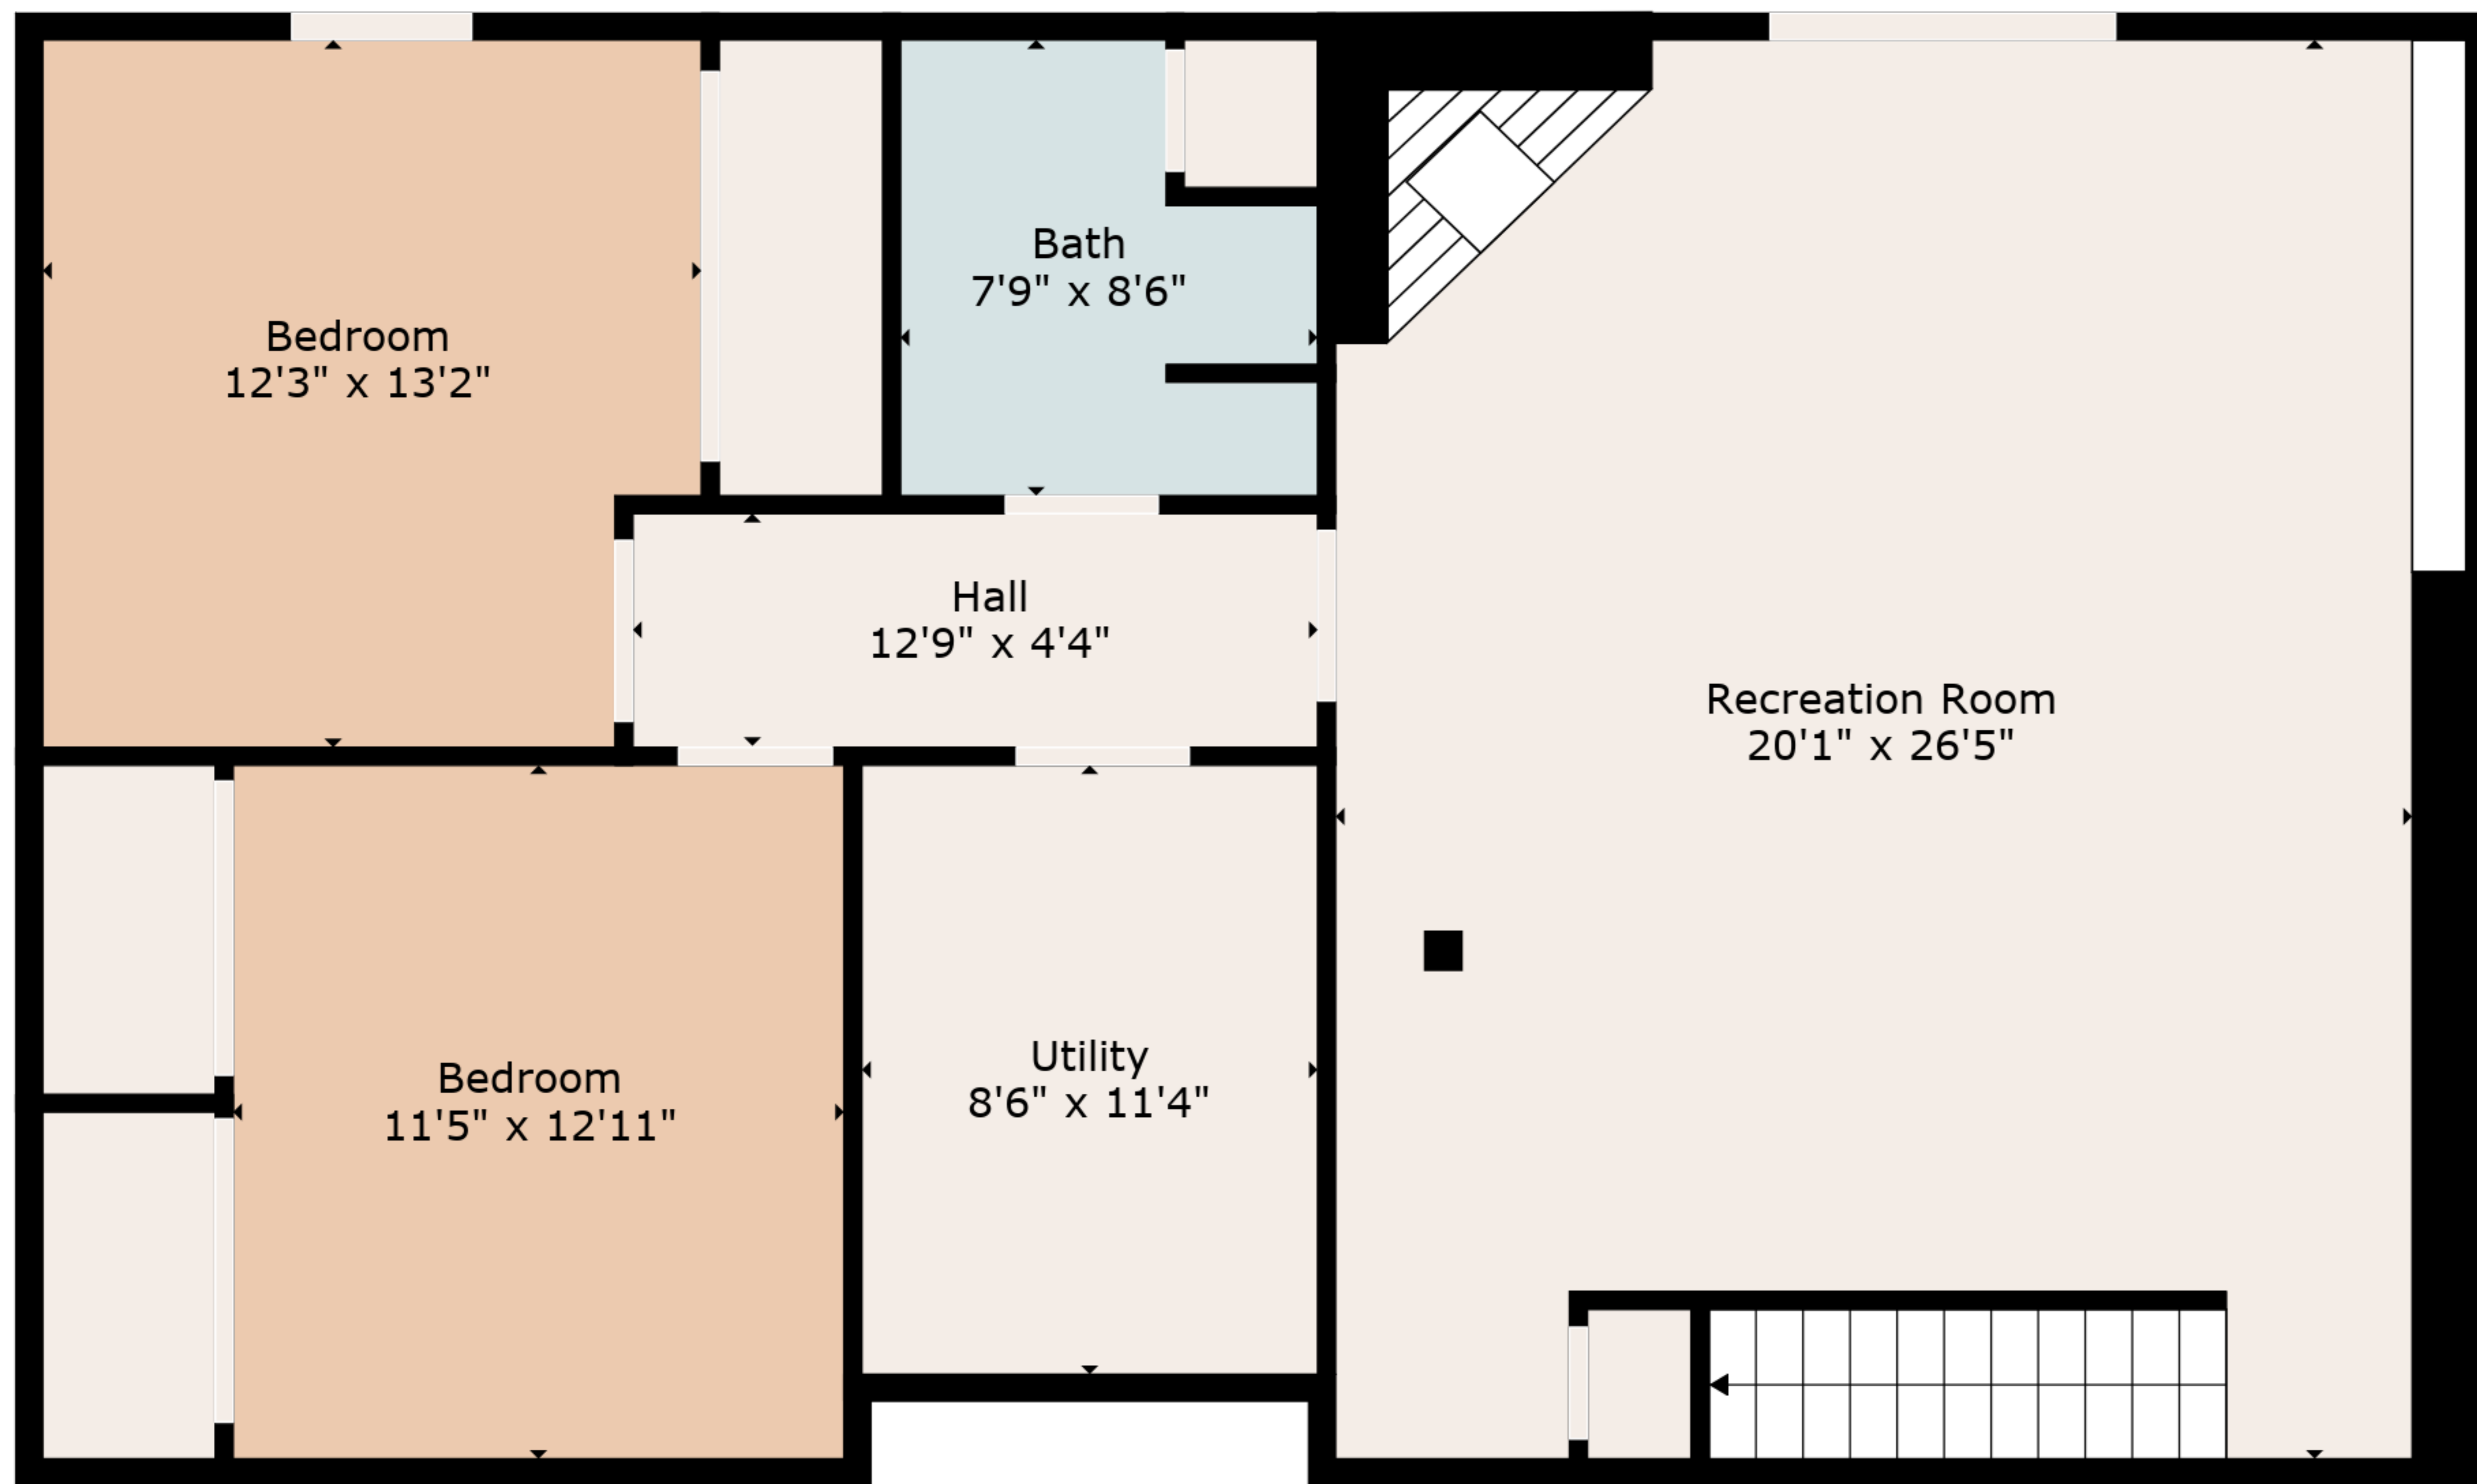 Bath
7'9" x 8'6"
Bedroom
12'3" x 13'2"
Hall
12'9" x 4'4"
Recreation Room
20'1" x 26'5"
Utility
8'6" x 11'4"
Bedroom
11'5" x 12'11"